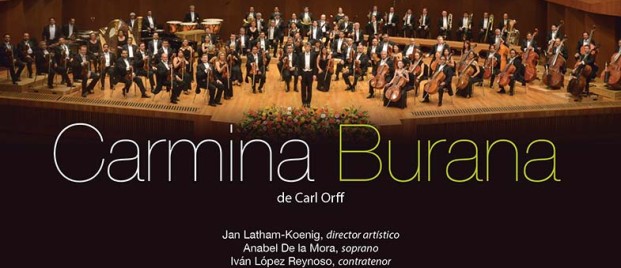 Carmina Burana
de Carl Orff
Jan Latham-Koenig, director artístico
Anabel De la Mora, soprano
Iván López Reynoso, contratenor